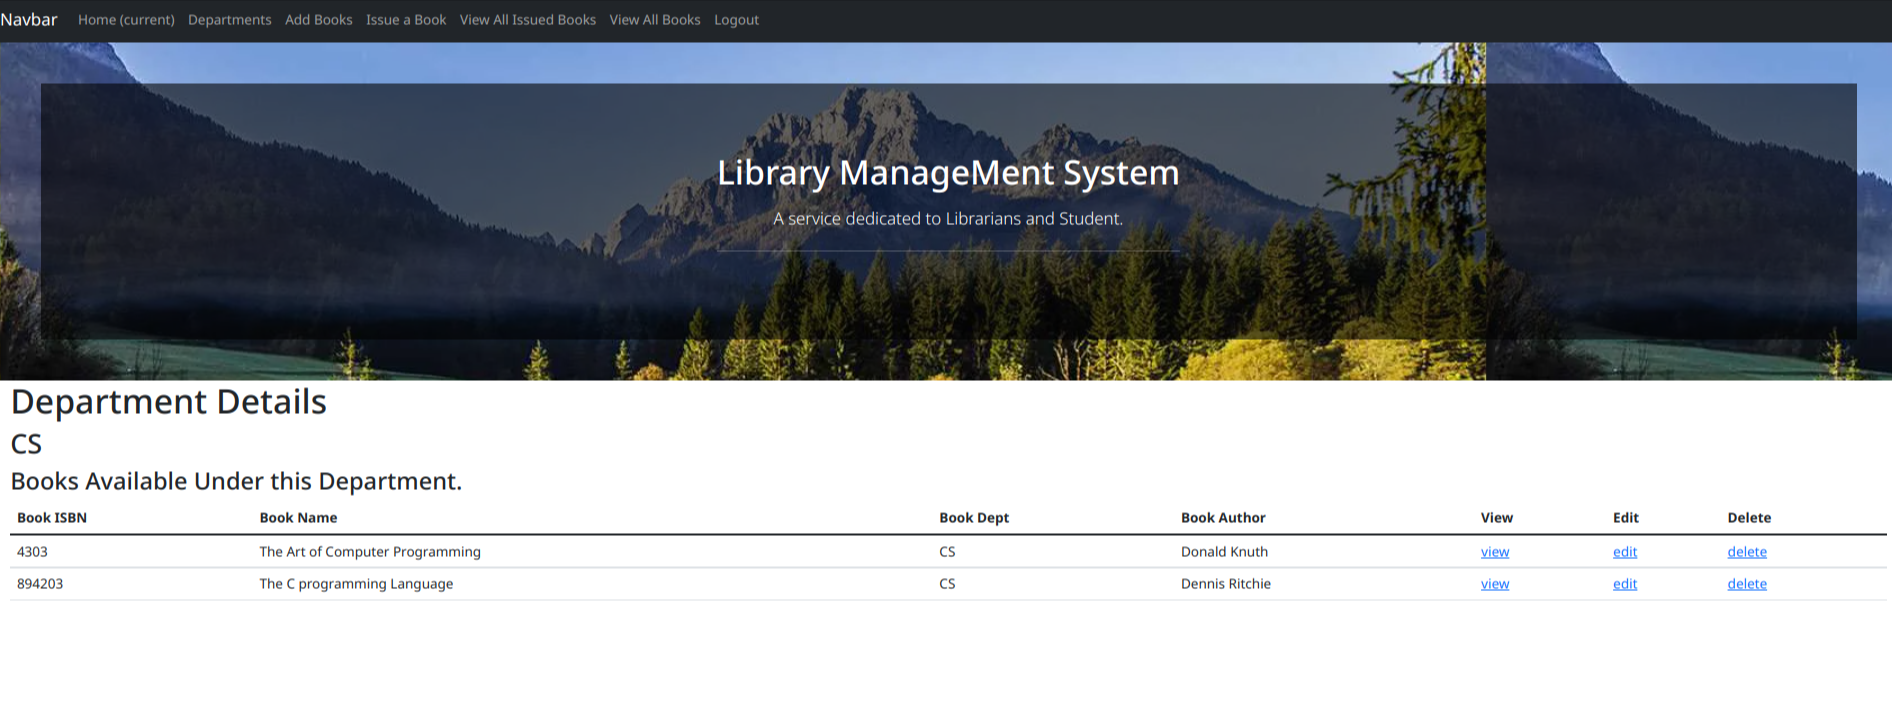 Navbar Home (current) Departments Add Books Issue a Book View All Issued Books View All Books Logout
Library ManageMent System
A service dedicated to Librarians and Student.
Department Details
CS
Books Available Under this Department.
Book ISBN Book Name Book Dept Book Author View Edit Delete
4303 The Art of Computer Programming CS Donald Knuth view edit delete
894203 The C programming Language CS Dennis Ritchie view edit delete